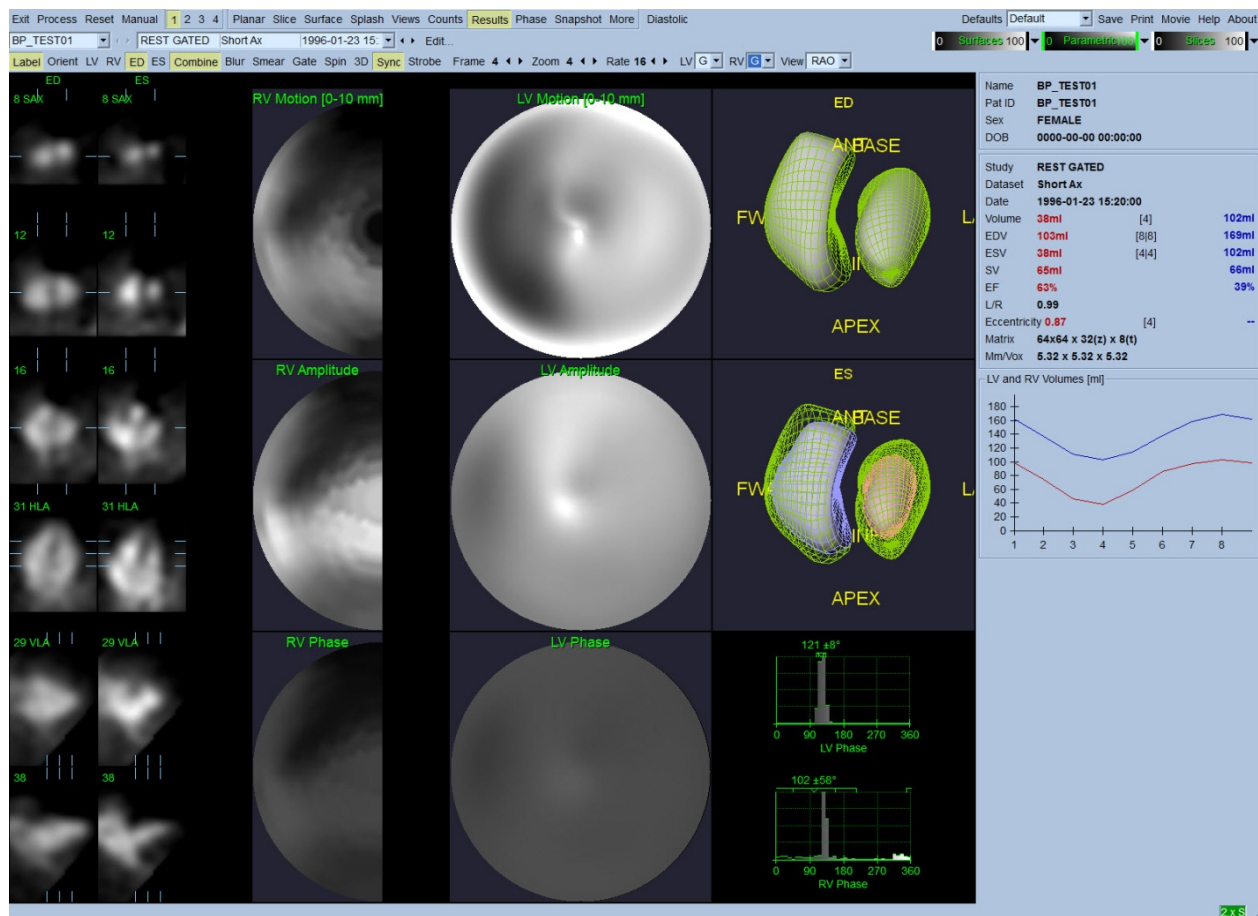 Exit Process Reset Manual 1 2 3 4 Planar Slice Surface Splash Views Counts Results Phase Snapshot More Diastolic Defaults Default Save Print Movie Help About
BP_TEST01 REST GATED Short Ax 1996-01-23 15: Edit... 0 Surfaces 100 0 Parametric 100 0 Slices 100
Label Orient LV RV ED ES Combine Blur Smear Gate Spin 3D Sync Strobe Frame 4 Zoom 4 Rate 16 LV G RV G View RAO
ED ES
8 SAX 8 SAX
12 12
16 16
31 HLA 31 HLA
29 VLA 29 VLA
38 38
RV Motion [0-10 mm] LV Motion [0-10 mm]
ED
ANT BASE
FW
INF
APEX
RV Amplitude LV Amplitude
ES
ANT BASE
FW
INF
APEX
RV Phase LV Phase
121 ±8°
0 90 180 270 360
LV Phase
102 ±58°
0 90 180 270 360
RV Phase
Name BP_TEST01
Pat ID BP_TEST01
Sex FEMALE
DOB 0000-00-00 00:00:00
Study REST GATED
Dataset Short Ax
Date 1996-01-23 15:20:00
Volume 38ml [4] 102ml
EDV 103ml [8|8] 169ml
ESV 38ml [4|4] 102ml
SV 65ml 66ml
EF 63% 39%
L/R 0.99
Eccentricity 0.87 [4] --
Matrix 64x64 x 32(z) x 8(t)
Mm/Vox 5.32 x 5.32 x 5.32
LV and RV Volumes [ml]
180
160
140
120
100
80
60
40
20
0
1 2 3 4 5 6 7 8
2 x S